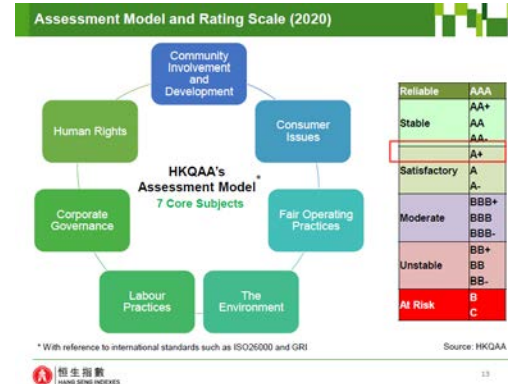 Assessment Model and Rating Scale (2020)
Community
Involvement
and
Development
Human Rights
Consumer
Issues
HKQAA's
Assessment Model*
7 Core Subjects
Corporate
Governance
Fair Operating
Practices
Labour
Practices
The
Environment
Reliable AAA
AA+
Stable AA
AA-
A+
Satisfactory A
A-
BBB+
Moderate BBB
BBB-
BB+
Unstable BB
BB-
At Risk B
C
* With reference to international standards such as ISO26000 and GRI
Source: HKQAA
恒生指數
HANG SENG INDEXES
13